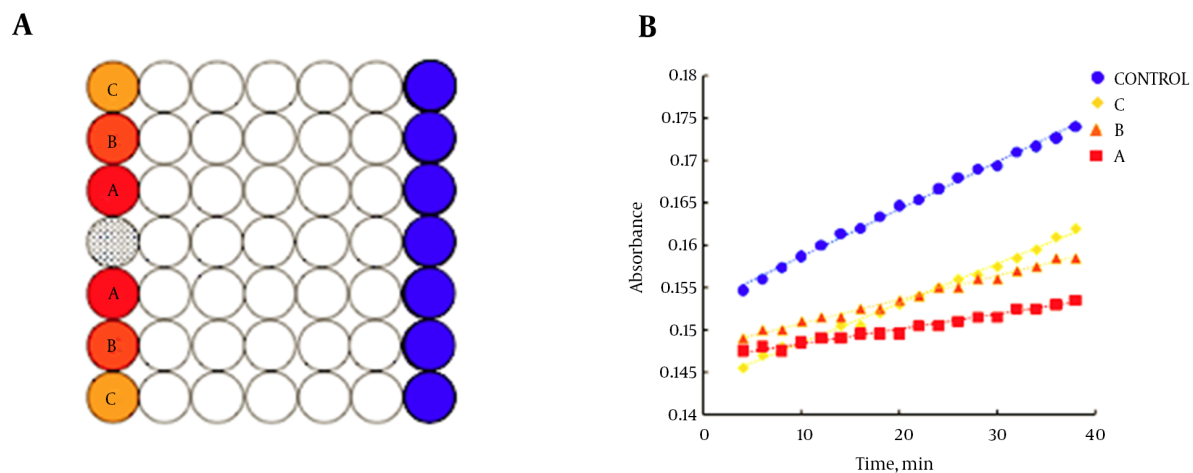 A
C
B
A
A
B
C
B
Absorbance
0.18
0.175
0.17
0.165
0.16
0.155
0.15
0.145
0.14
0 10 20 30 40
Time, min
CONTROL
C
B
A